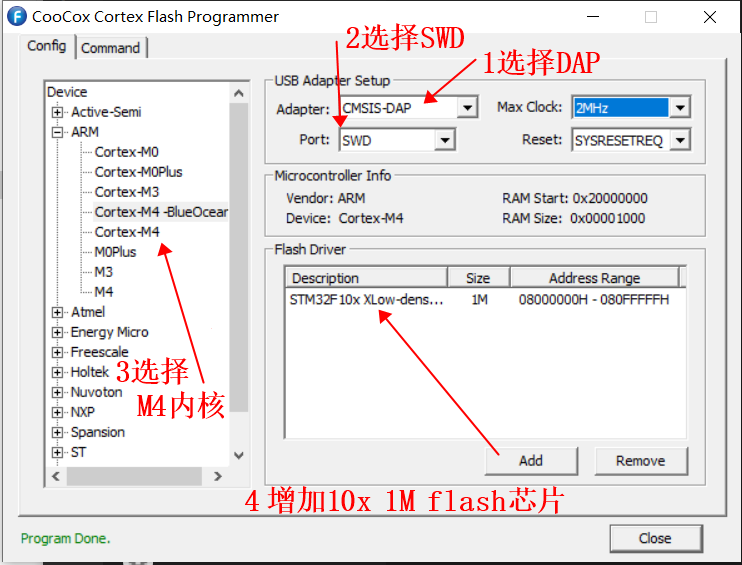 CooCox Cortex Flash Programmer
Config Command
2选择SWD
1选择DAP
Device
Active-Semi
ARM
Cortex-M0
Cortex-M0Plus
Cortex-M3
Cortex-M4 -BlueOcear
Cortex-M4
M0Plus
M3
M4
Atmel
Energy Micro
Freescale
Holtek
Nuvoton
NXP
Spansion
ST
3选择
M4内核
USB Adapter Setup
Adapter: CMSIS-DAP Max Clock: 2MHz
Port: SWD Reset: SYSRESETREQ
Microcontroller Info
Vendor: ARM RAM Start: 0x20000000
Device: Cortex-M4 RAM Size: 0x00001000
Flash Driver
Description Size Address Range
STM32F10x XLow-dens... 1M 08000000H - 080FFFFFH
Add Remove
4 增加10x 1M flash芯片
Program Done. Close